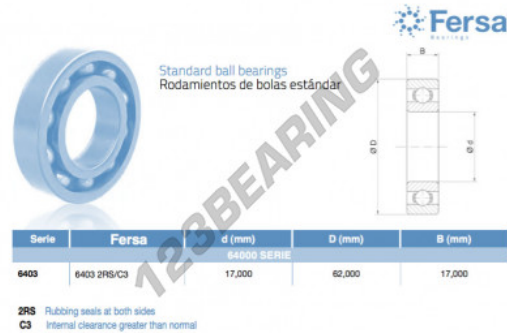 Fersa
Bearings
Standard ball bearings
Rodamientos de bolas estándar
B
Ø D
Ø d
123BEARING
Serie Fersa d (mm) D (mm) B (mm)
64000 SERIE
6403 6403 2RS/C3 17,000 62,000 17,000
2RS Rubbing seals at both sides
C3 Internal clearance greater than normal